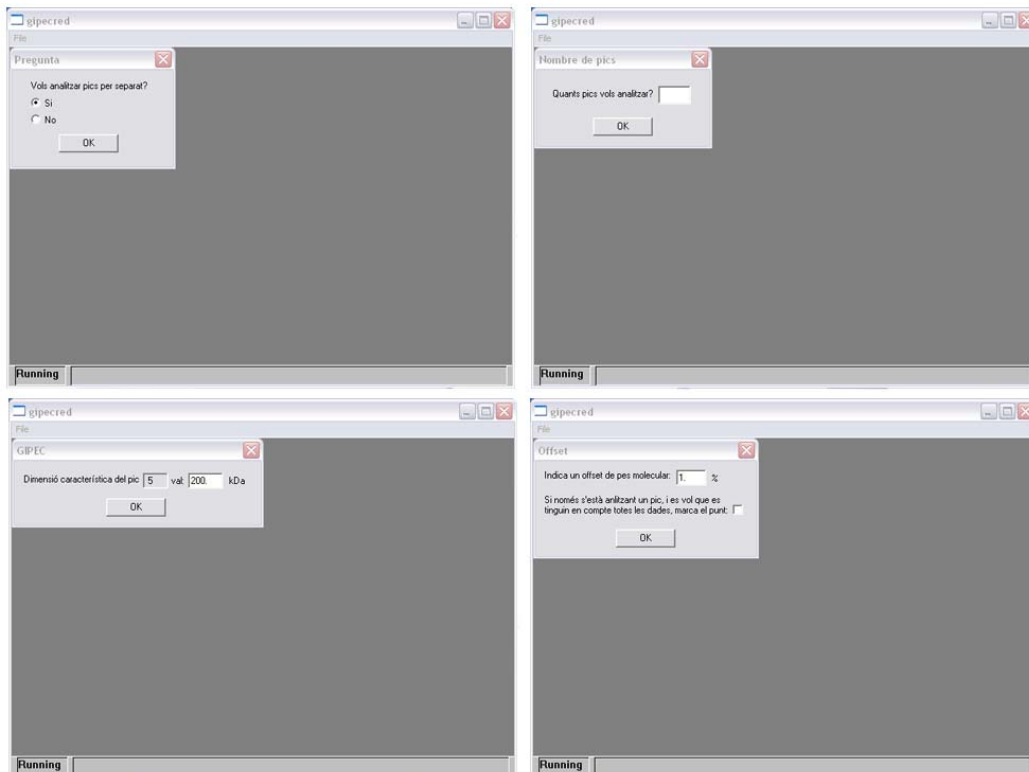 gipecred
File
Pregunta
Vols analitzar pics per separat?
Si
No
OK
Running
gipecred
File
Nombre de pics
Quants pics vols analitzar?
OK
Running
gipecred
File
GIPEC
Dimensió característica del pic 5 val: 200. kDa
OK
Running
gipecred
File
Offset
Indica un offset de pes molecular: 1. %
Si només s'està anlitzant un pic, i es vol que es
tinguin en compte totes les dades, marca el punt:
OK
Running